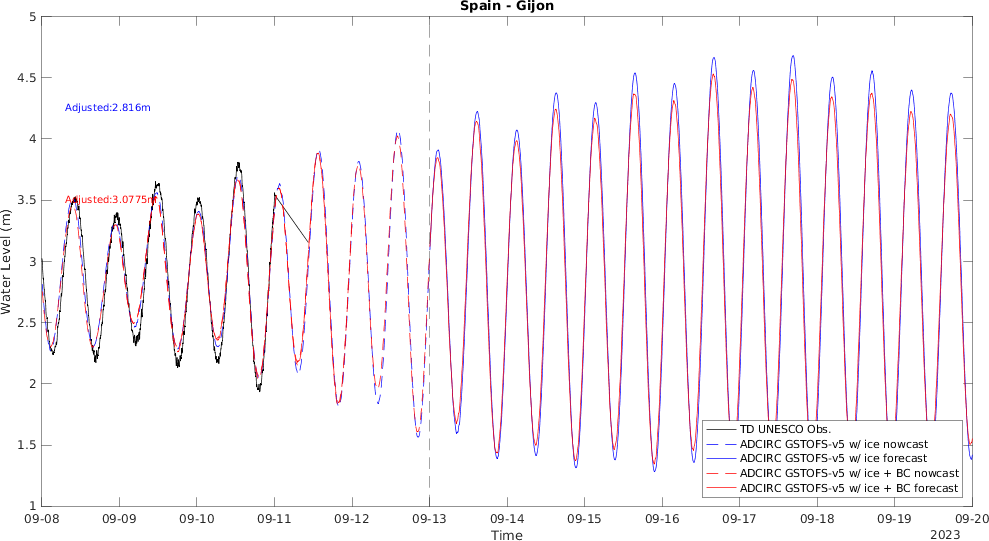 Spain - Gijon
5
4.5
4
3.5
3
2.5
2
1.5
1
Water Level (m)
Adjusted:2.816m
Adjusted:3.0775m
TD UNESCO Obs.
ADCIRC GSTOFS-v5 w/ ice nowcast
ADCIRC GSTOFS-v5 w/ ice forecast
ADCIRC GSTOFS-v5 w/ ice + BC nowcast
ADCIRC GSTOFS-v5 w/ ice + BC forecast
09-08 09-09 09-10 09-11 09-12 09-13 09-14 09-15 09-16 09-17 09-18 09-19 09-20
Time
2023